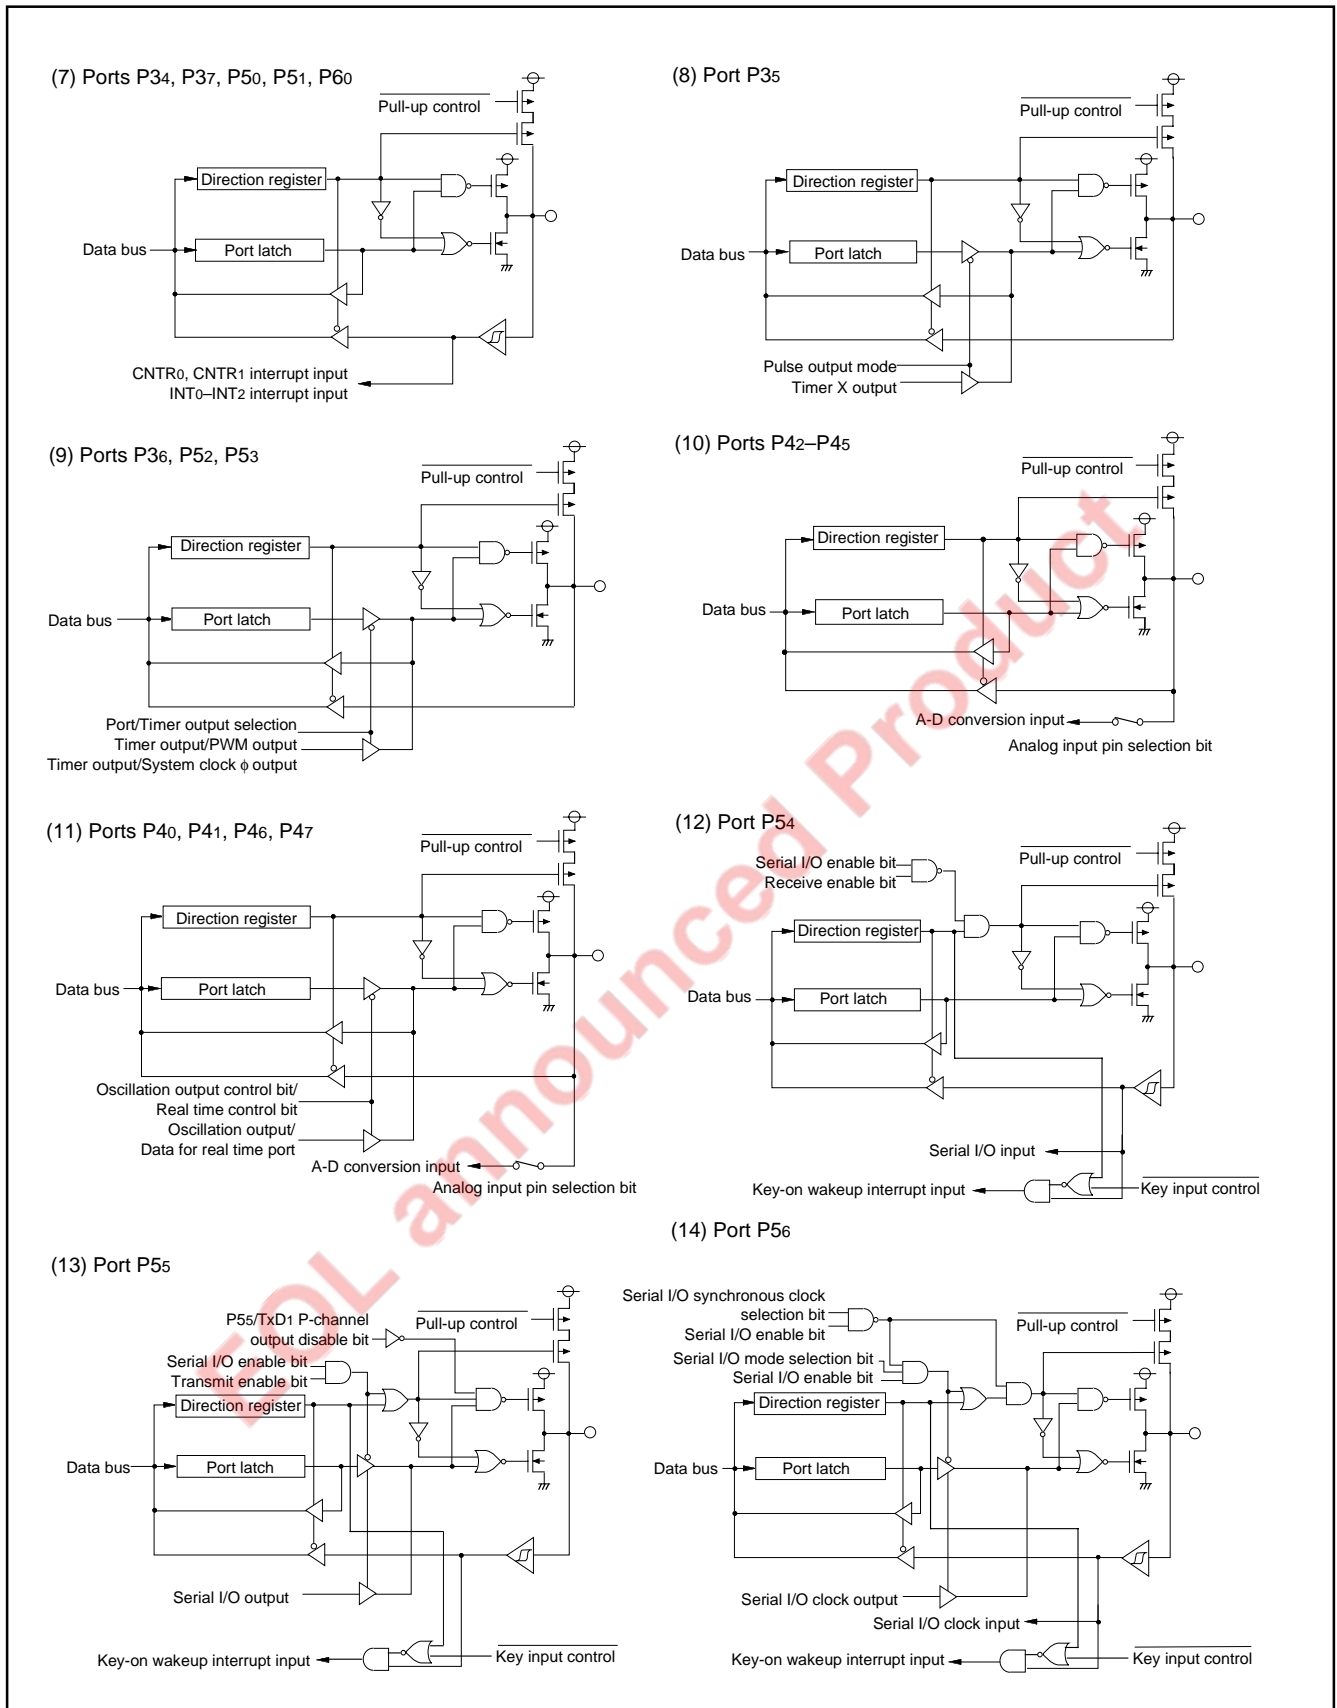 (7) Ports P34, P37, P50, P51, P60
Pull-up control
Direction register
Data bus
Port latch
CNTR0, CNTR1 interrupt input
INT0–INT2 interrupt input
(8) Port P35
Pull-up control
Direction register
Data bus
Port latch
Pulse output mode
Timer X output
(9) Ports P36, P52, P53
Pull-up control
Direction register
Data bus
Port latch
Port/Timer output selection
Timer output/PWM output
Timer output/System clock ϕ output
(10) Ports P42–P45
Pull-up control
Direction register
Data bus
Port latch
A-D conversion input
Analog input pin selection bit
(11) Ports P40, P41, P46, P47
Pull-up control
Direction register
Data bus
Port latch
Oscillation output control bit/
Real time control bit
Oscillation output/
Data for real time port
A-D conversion input
Analog input pin selection bit
(12) Port P54
Serial I/O enable bit
Receive enable bit
Pull-up control
Direction register
Data bus
Port latch
Serial I/O input
Key-on wakeup interrupt input
Key input control
(13) Port P55
P55/TxD1 P-channel
output disable bit
Pull-up control
Serial I/O enable bit
Transmit enable bit
Direction register
Data bus
Port latch
Serial I/O output
Key-on wakeup interrupt input
Key input control
(14) Port P56
Serial I/O synchronous clock
selection bit
Serial I/O enable bit
Pull-up control
Serial I/O mode selection bit
Serial I/O enable bit
Direction register
Data bus
Port latch
Serial I/O clock output
Serial I/O clock input
Key-on wakeup interrupt input
Key input control
EOL announced Product